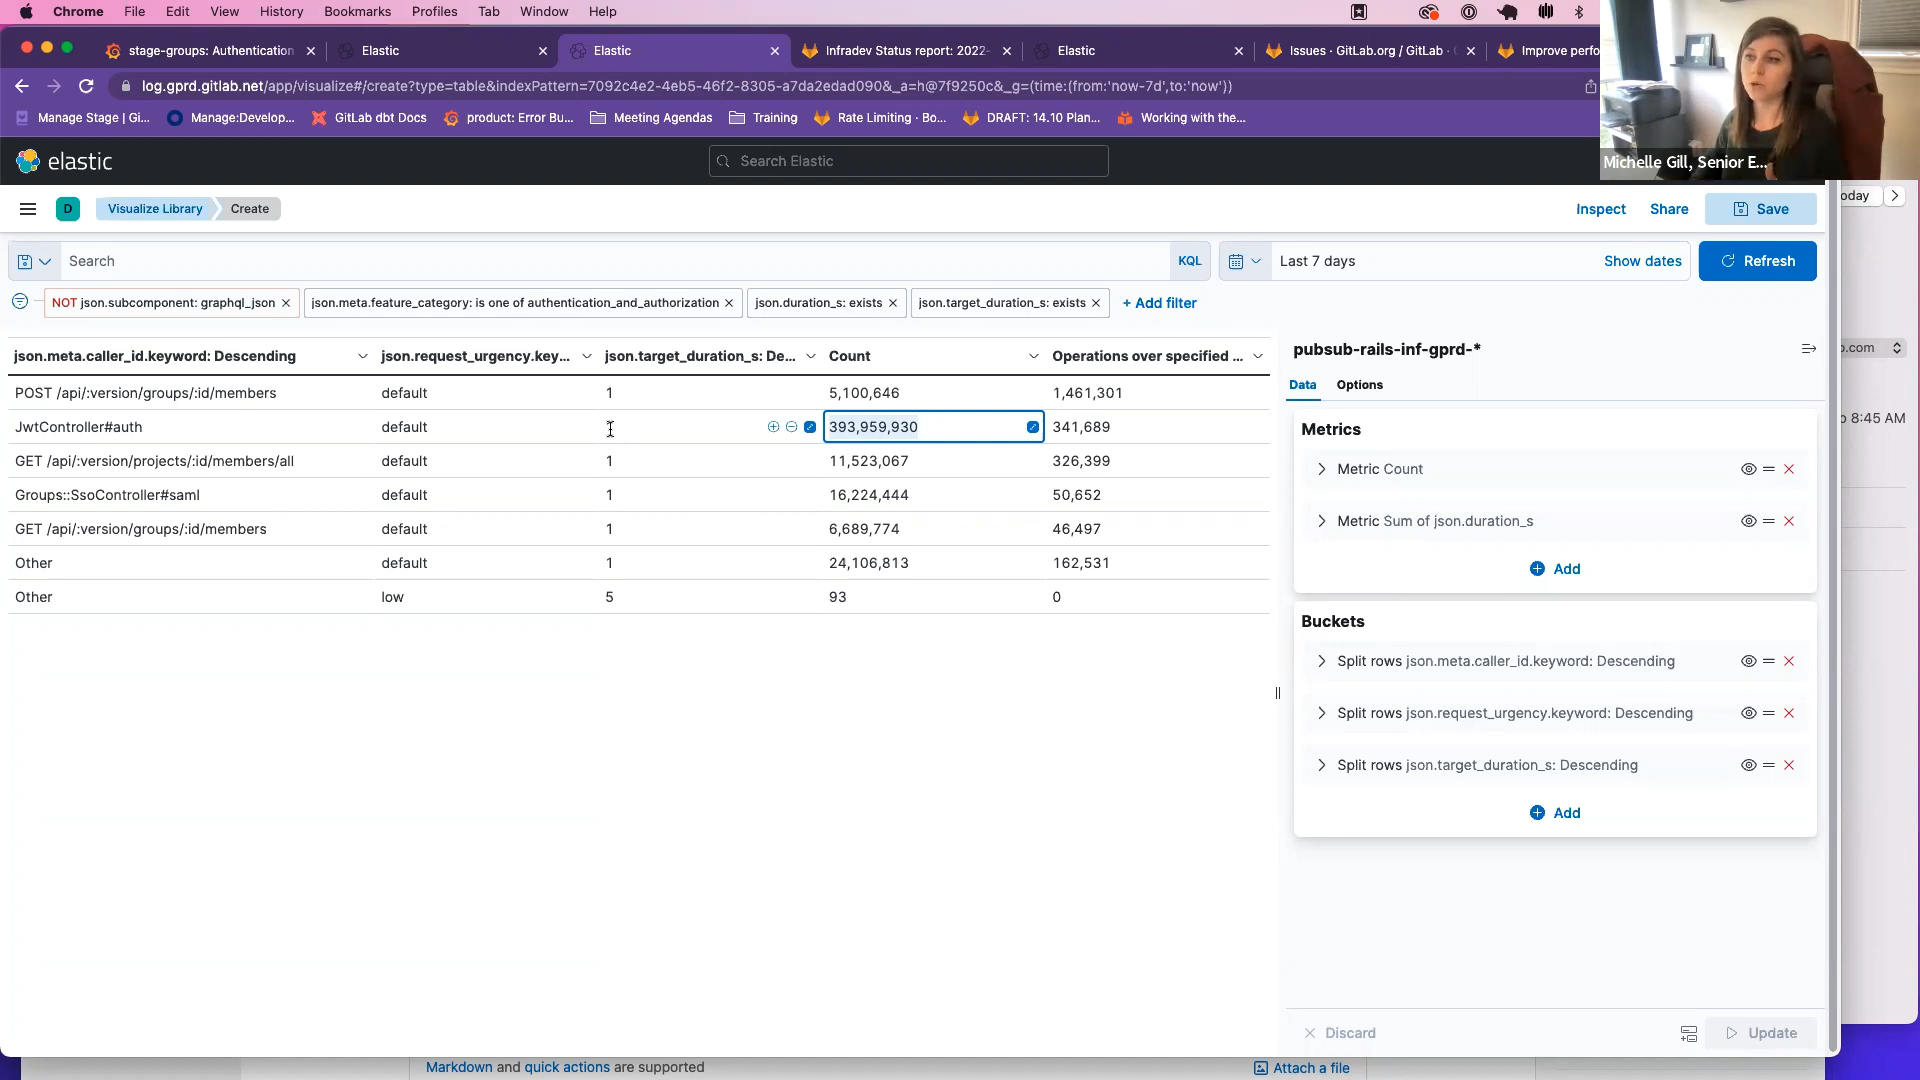 Chrome File Edit View History Bookmarks Profiles Tab Window Help
stage-groups: Authentication Elastic Elastic Infradev Status report: 2022- Elastic Issues · GitLab.org / GitLab · Improve perfo
log.gprd.gitlab.net/app/visualize#/create?type=table&indexPattern=7092c4e2-4eb5-46f2-8305-a7da2edad090&_a=h@7f9250c&_g=(time:(from:'now-7d',to:'now'))
Manage Stage | Gi... Manage:Develop... GitLab dbt Docs product: Error Bu... Meeting Agendas Training Rate Limiting · Bo... DRAFT: 14.10 Plan... Working with the...
Michelle Gill, Senior E...
elastic
Search Elastic
D Visualize Library Create
Inspect Share Save
oday
Search KQL Last 7 days Show dates Refresh
NOT json.subcomponent: graphql_json × json.meta.feature_category: is one of authentication_and_authorization × json.duration_s: exists × json.target_duration_s: exists × + Add filter
json.meta.caller_id.keyword: Descending json.request_urgency.key... json.target_duration_s: De... Count Operations over specified ...
POST /api/:version/groups/:id/members default 1 5,100,646 1,461,301
JwtController#auth default 393,959,930 341,689
GET /api/:version/projects/:id/members/all default 1 11,523,067 326,399
Groups::SsoController#saml default 1 16,224,444 50,652
GET /api/:version/groups/:id/members default 1 6,689,774 46,497
Other default 1 24,106,813 162,531
Other low 5 93 0
pubsub-rails-inf-gprd-*
Data Options
Metrics
Metric Count
Metric Sum of json.duration_s
Add
Buckets
Split rows json.meta.caller_id.keyword: Descending
Split rows json.request_urgency.keyword: Descending
Split rows json.target_duration_s: Descending
Add
Discard Update
.com
8:45 AM
Markdown and quick actions are supported
Attach a file